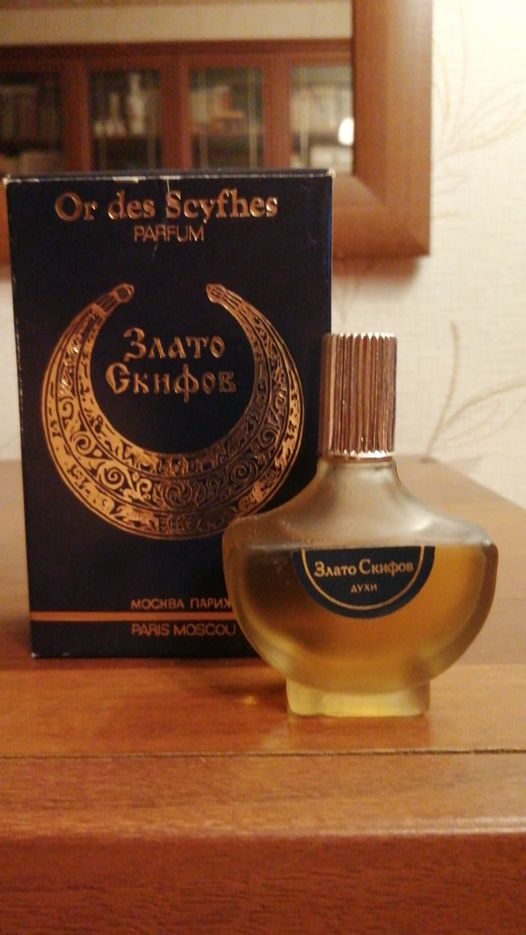 Or des Scyfhes
PARFUM
Злато
Скифов
МОСКВА ПАРИЖ
PARIS MOSCOU
Злато Скифов
ДУХИ